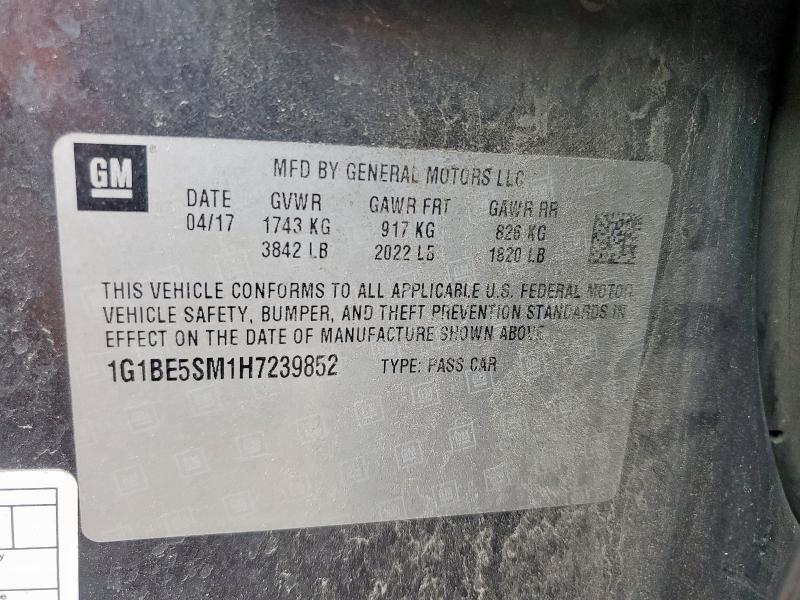 GM®
MFD BY GENERAL MOTORS LLC
DATE GVWR GAWR FRT GAWR RR
04/17 1743 KG 917 KG 826 KG
3842 LB 2022 LB 1820 LB
THIS VEHICLE CONFORMS TO ALL APPLICABLE U.S. FEDERAL MOTOR
VEHICLE SAFETY, BUMPER, AND THEFT PREVENTION STANDARDS IN
EFFECT ON THE DATE OF MANUFACTURE SHOWN ABOVE
1G1BE5SM1H7239852 TYPE: PASS CAR